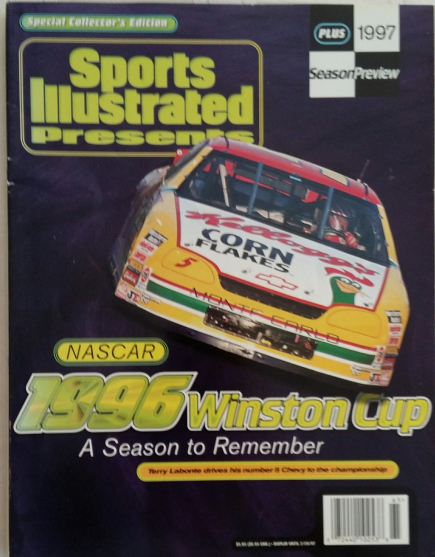 Special Collector's Edition
PLUS 1997
Season Preview
Sports
Illustrated
Presents
Kellogg's
CORN
FLAKES
5
MONTE CARLO
NASCAR
1996 Winston Cup
A Season to Remember
Terry Labonte drives his number 5 Chevy to the championship